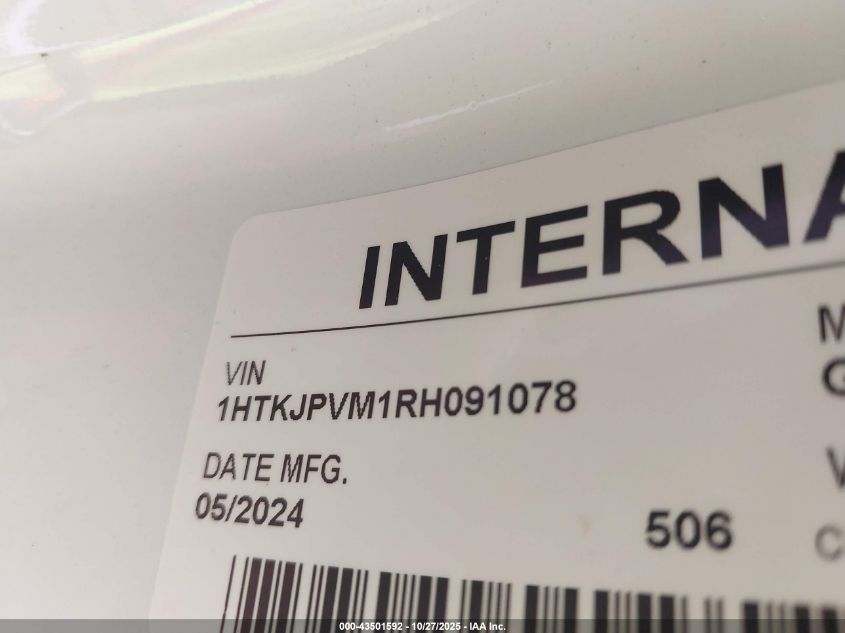 INTERNA
VIN
1HTKJPVM1RH091078
DATE MFG.
05/2024
506
M
G
V
C
000-43501592 - 10/27/2025 - IAA Inc.